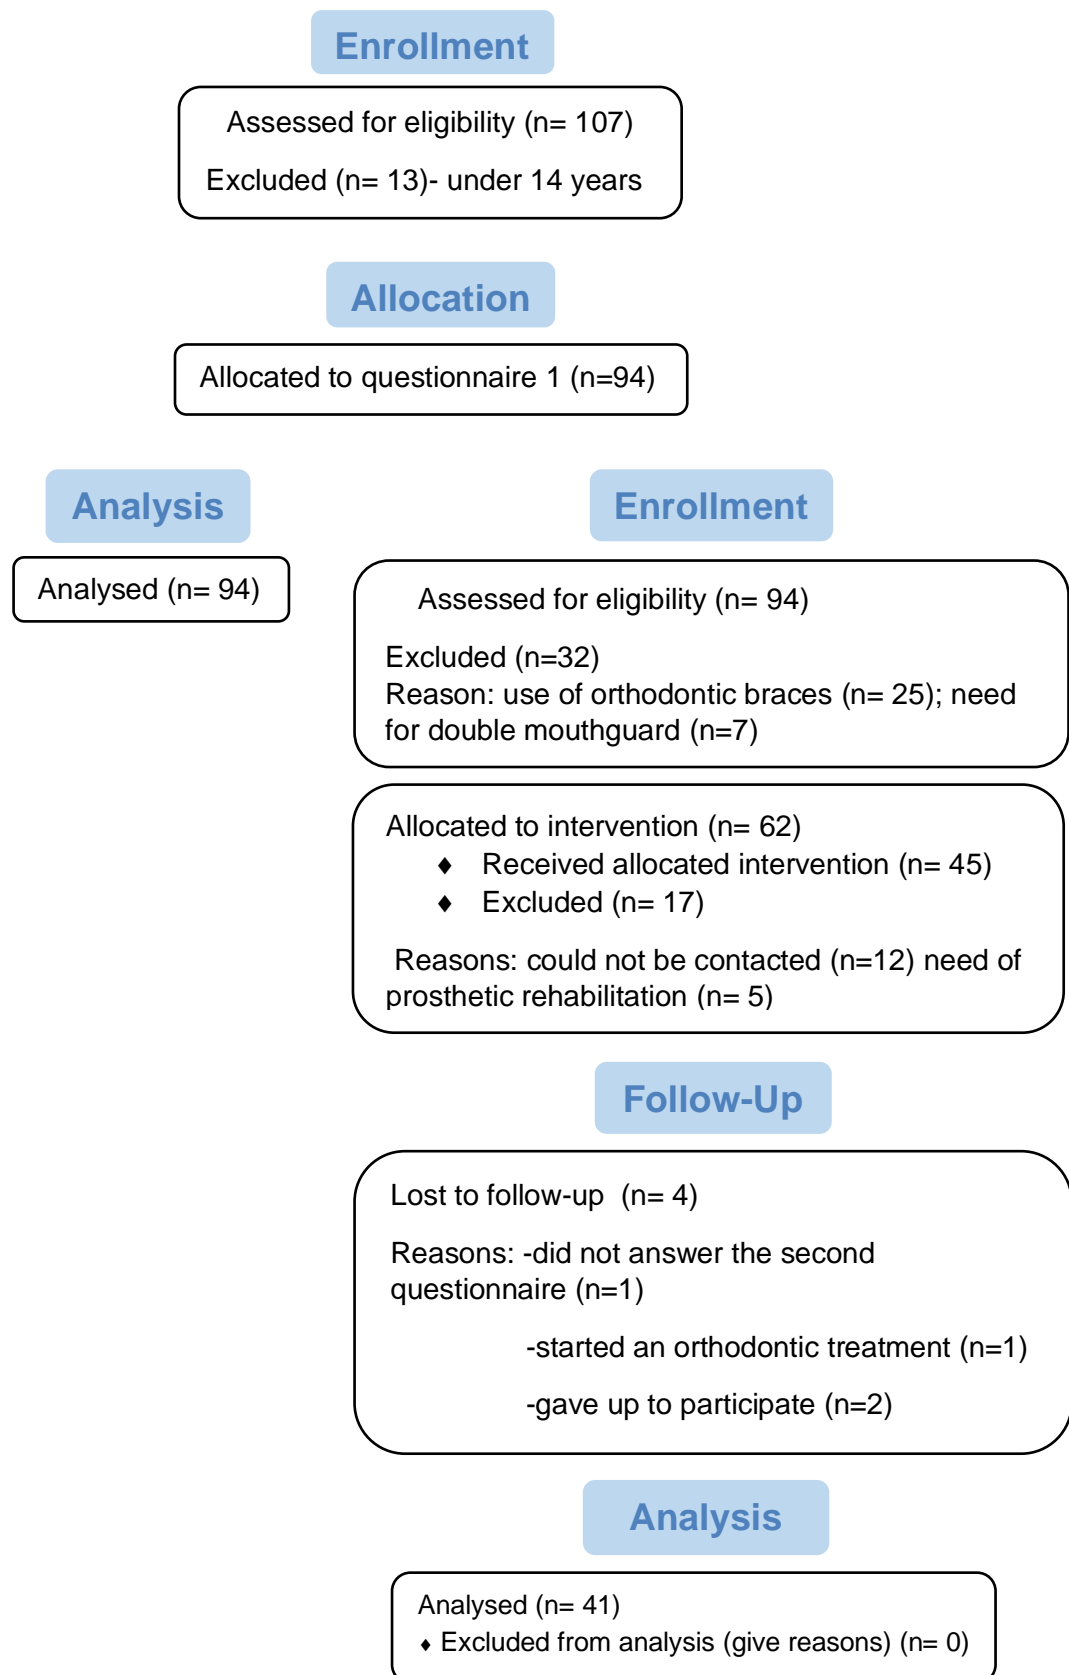 Enrollment
Assessed for eligibility (n= 107)
Excluded (n= 13)- under 14 years
Allocation
Allocated to questionnaire 1 (n=94)
Analysis
Analysed (n= 94)
Enrollment
Assessed for eligibility (n= 94)
Excluded (n=32)
Reason: use of orthodontic braces (n= 25); need
for double mouthguard (n=7)
Allocated to intervention (n= 62)
♦ Received allocated intervention (n= 45)
♦ Excluded (n= 17)
Reasons: could not be contacted (n=12) need of
prosthetic rehabilitation (n= 5)
Follow-Up
Lost to follow-up (n= 4)
Reasons: -did not answer the second
questionnaire (n=1)
-started an orthodontic treatment (n=1)
-gave up to participate (n=2)
Analysis
Analysed (n= 41)
♦ Excluded from analysis (give reasons) (n= 0)